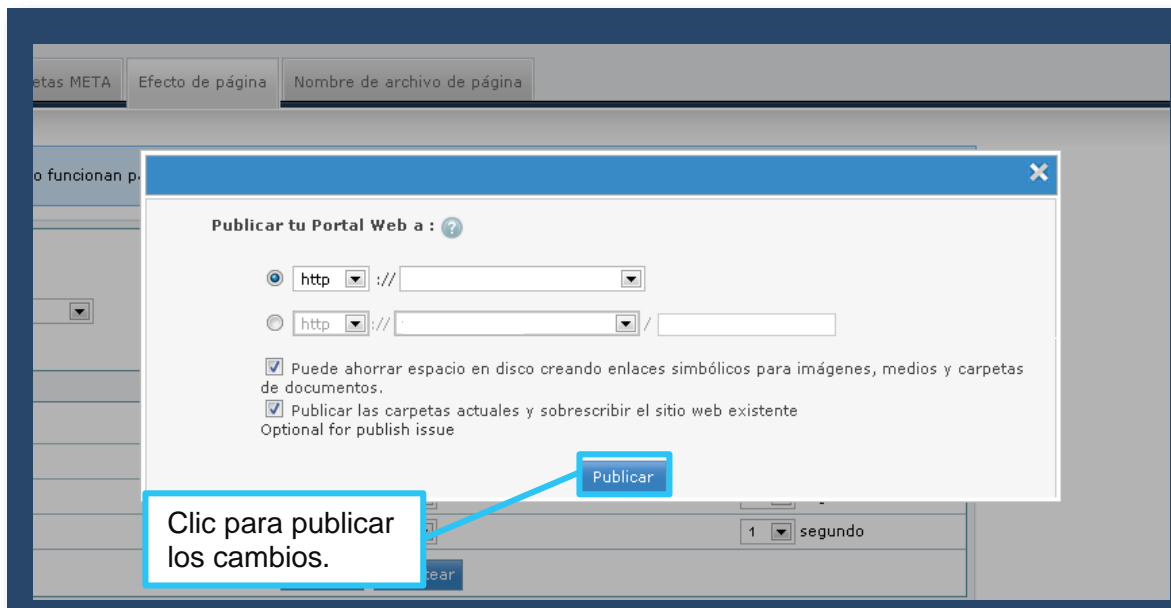 etas META Efecto de página Nombre de archivo de página
o funcionan p
Publicar tu Portal Web a : ?
http ://
http :// /
Puede ahorrar espacio en disco creando enlaces simbólicos para imágenes, medios y carpetas
de documentos.
Publicar las carpetas actuales y sobrescribir el sitio web existente
Optional for publish issue
Publicar
Clic para publicar
los cambios.
1 segundo
tear